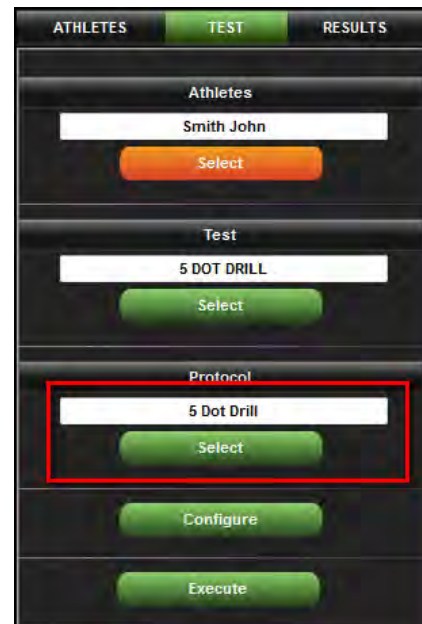 ATHLETES TEST RESULTS
Athletes
Smith John
Select
Test
5 DOT DRILL
Select
Protocol
5 Dot Drill
Select
Configure
Execute